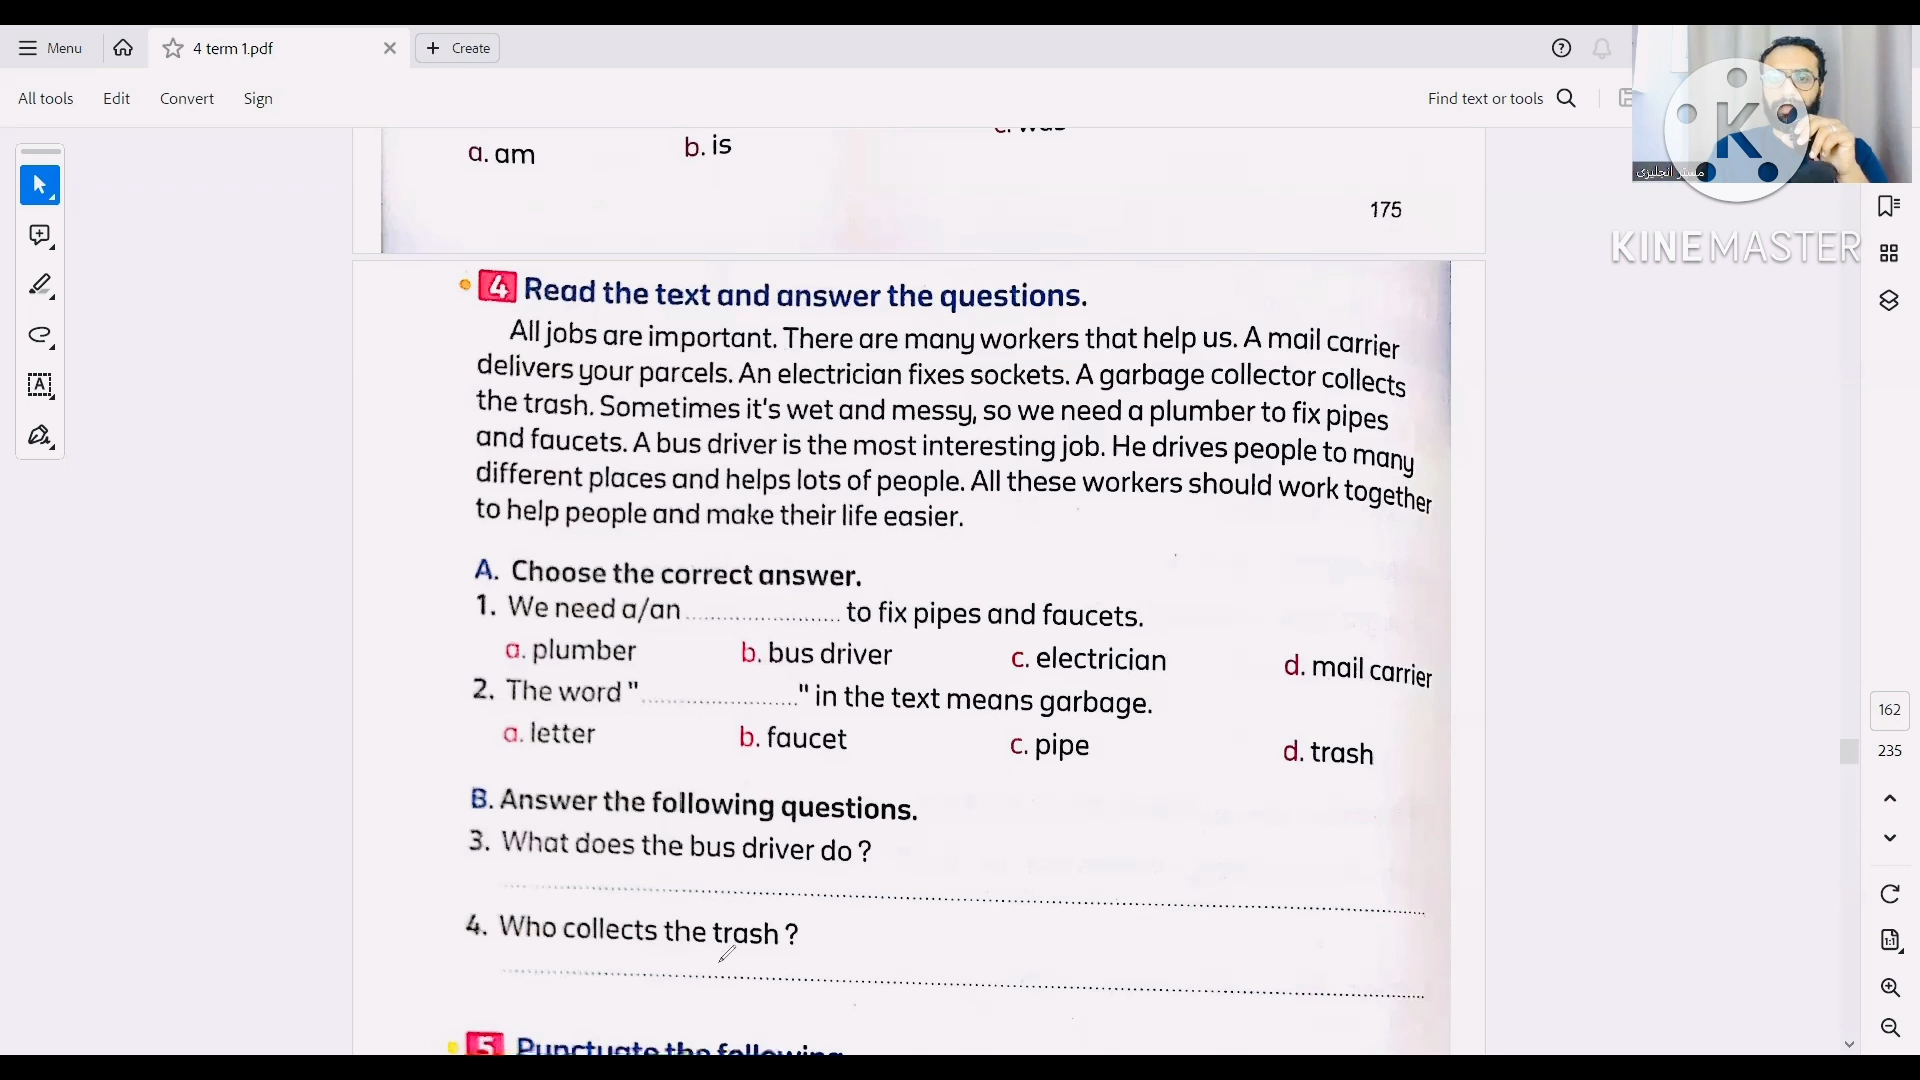 Menu
4 term 1.pdf
Create
All tools
Edit
Convert
Sign
Find text or tools
K
مستر انجليزى
KINEMASTER
a. am
b. is
c. was
175
4 Read the text and answer the questions.
All jobs are important. There are many workers that help us. A mail carrier
delivers your parcels. An electrician fixes sockets. A garbage collector collects
the trash. Sometimes it's wet and messy, so we need a plumber to fix pipes
and faucets. A bus driver is the most interesting job. He drives people to many
different places and helps lots of people. All these workers should work together
to help people and make their life easier.
A. Choose the correct answer.
1. We need a/an ...................... to fix pipes and faucets.
a. plumber
b. bus driver
c. electrician
d. mail carrier
2. The word "......................" in the text means garbage.
a. letter
b. faucet
c. pipe
d. trash
B. Answer the following questions.
3. What does the bus driver do ?
4. Who collects the trash ?
5 Punctuate the following.
162
235